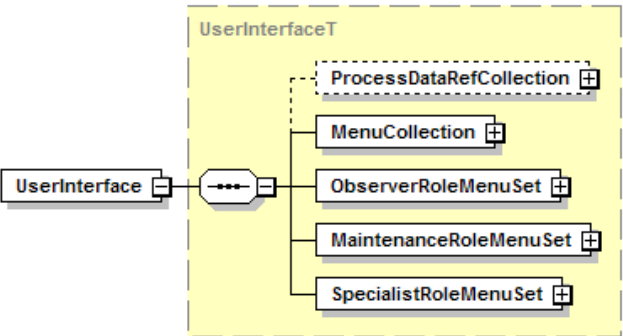 UserInterfaceT
ProcessDataRefCollection
MenuCollection
UserInterface
ObserverRoleMenuSet
MaintenanceRoleMenuSet
SpecialistRoleMenuSet